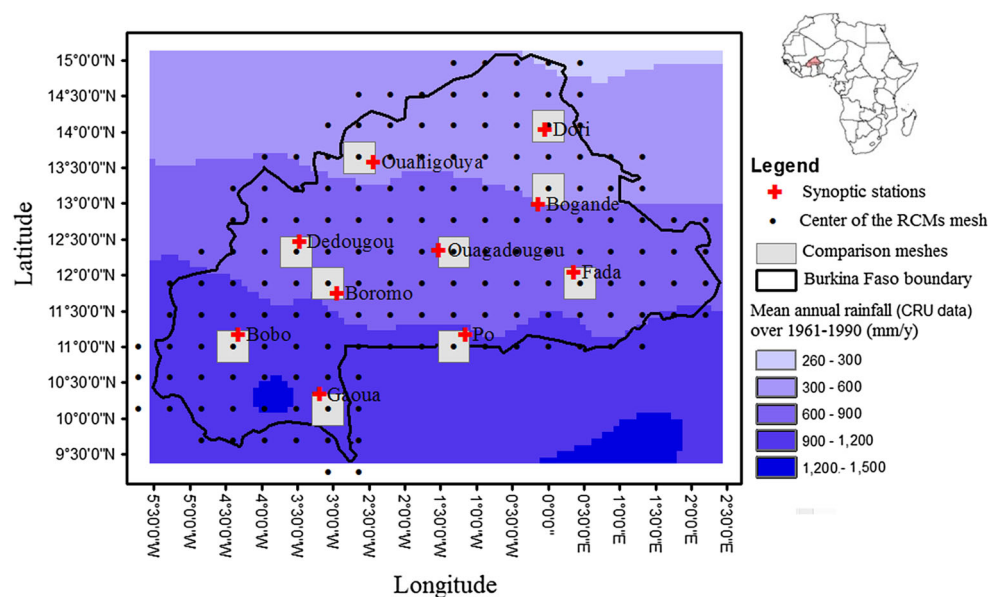 15°0'0"N
14°30'0"N
14°0'0"N
13°30'0"N
13°0'0"N
12°30'0"N
12°0'0"N
11°30'0"N
11°0'0"N
10°30'0"N
10°0'0"N
9°30'0"N
Latitude
Dori
Ouahigouya
Bogande
Dedougou
Ouagadougou
Fada
Boromo
Bobo
Po
Gaoua
5°30'0"W
5°0'0"W
4°30'0"W
4°0'0"W
3°30'0"W
3°0'0"W
2°30'0"W
2°0'0"W
1°30'0"W
1°0'0"W
0°30'0"W
0°0'0"
0°30'0"E
1°0'0"E
1°30'0"E
2°0'0"E
2°30'0"E
Longitude
Legend
Synoptic stations
Center of the RCMs mesh
Comparison meshes
Burkina Faso boundary
Mean annual rainfall (CRU data)
over 1961-1990 (mm/y)
260 - 300
300 - 600
600 - 900
900 - 1,200
1,200 - 1,500